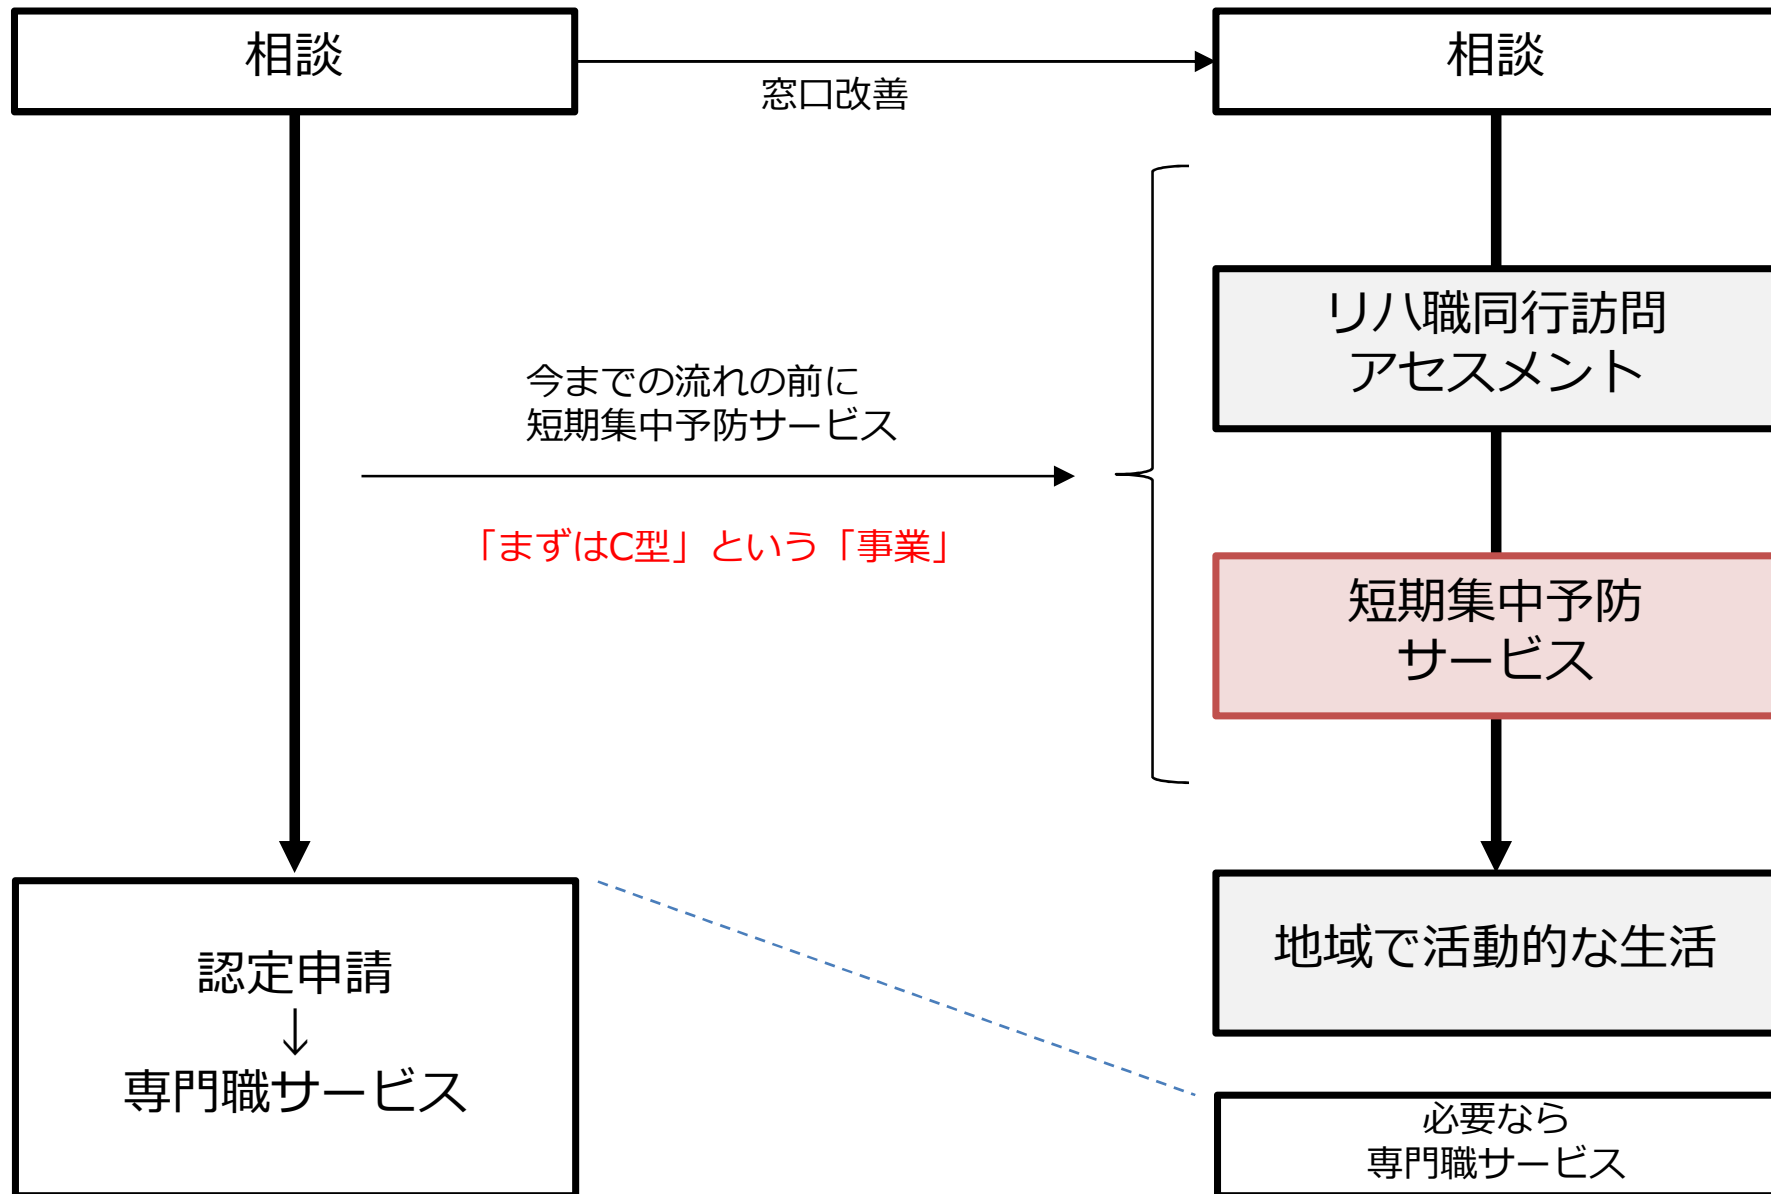 相談
窓口改善
相談
リハ職同行訪問
アセスメント
今までの流れの前に
短期集中予防サービス
「まずはC型」という「事業」
短期集中予防
サービス
認定申請
↓
専門職サービス
地域で活動的な生活
必要なら
専門職サービス